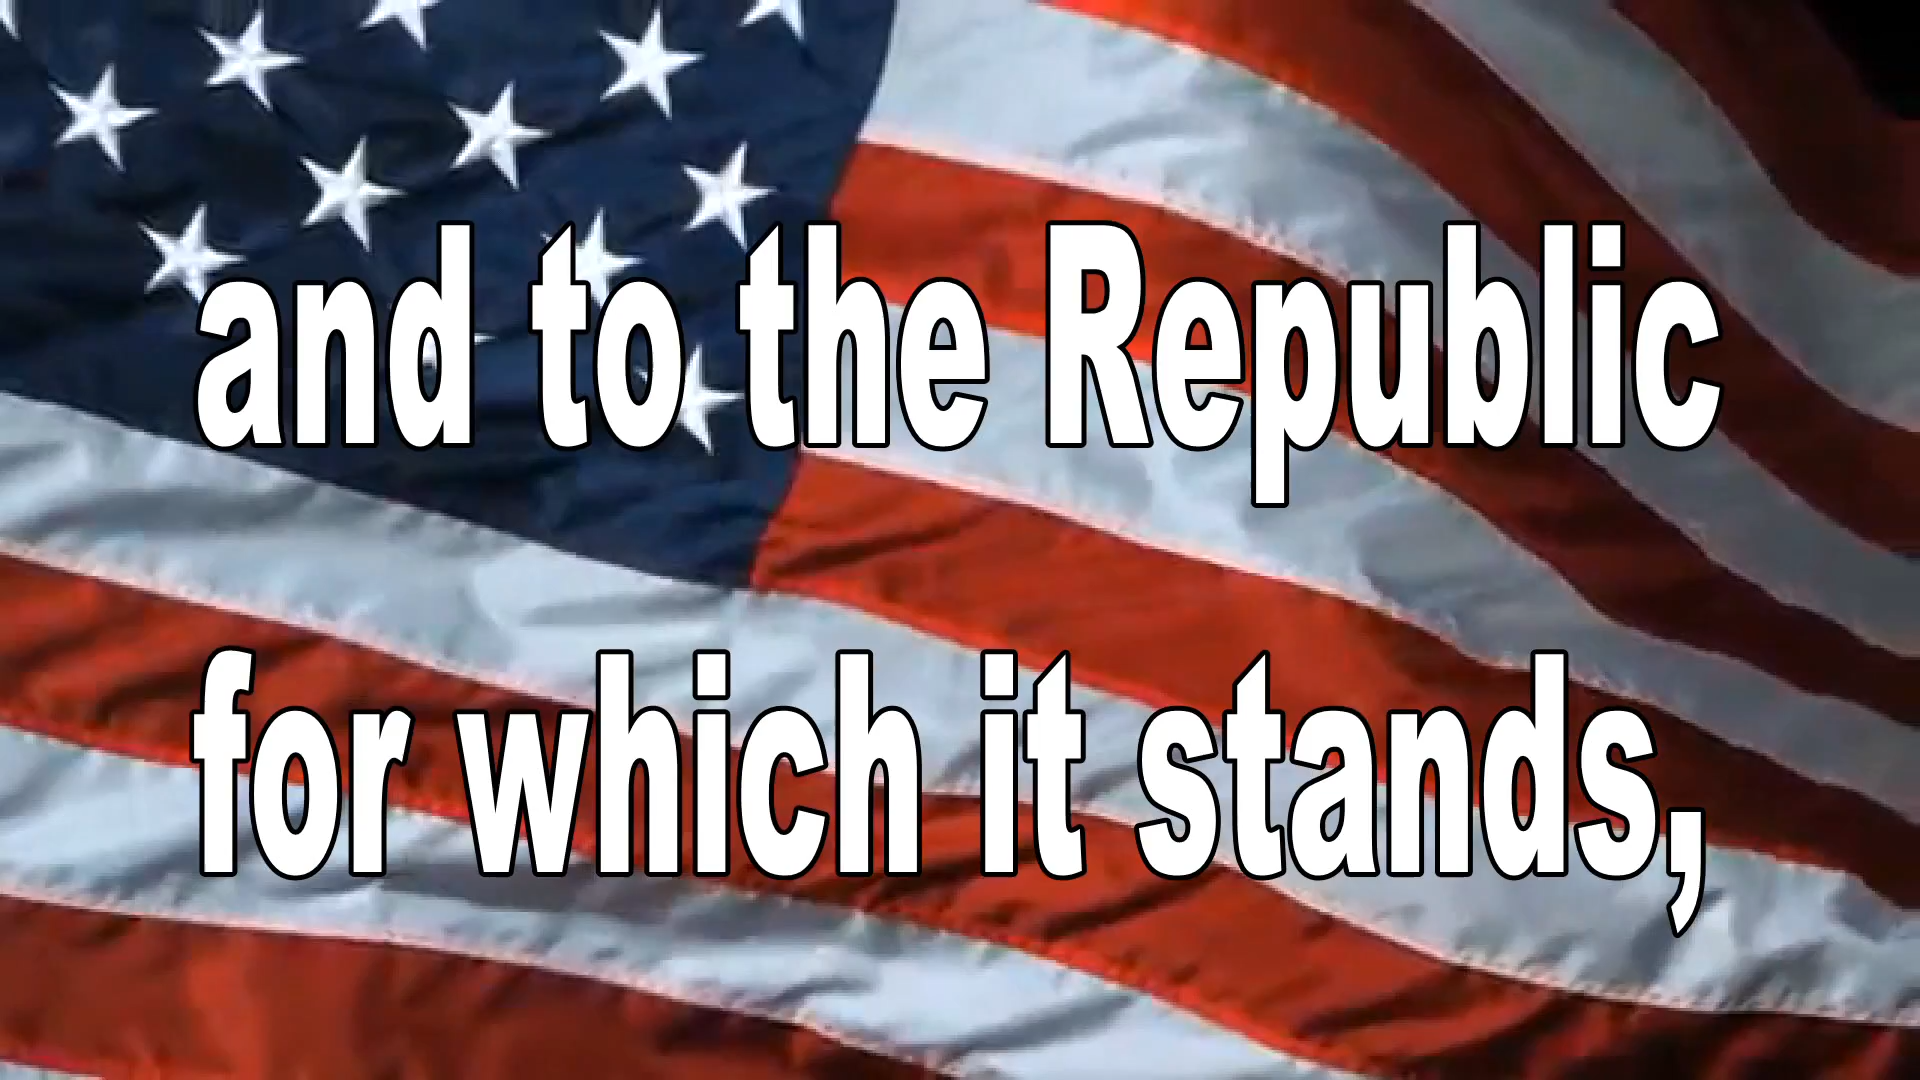 and to the Republic
for which it stands,